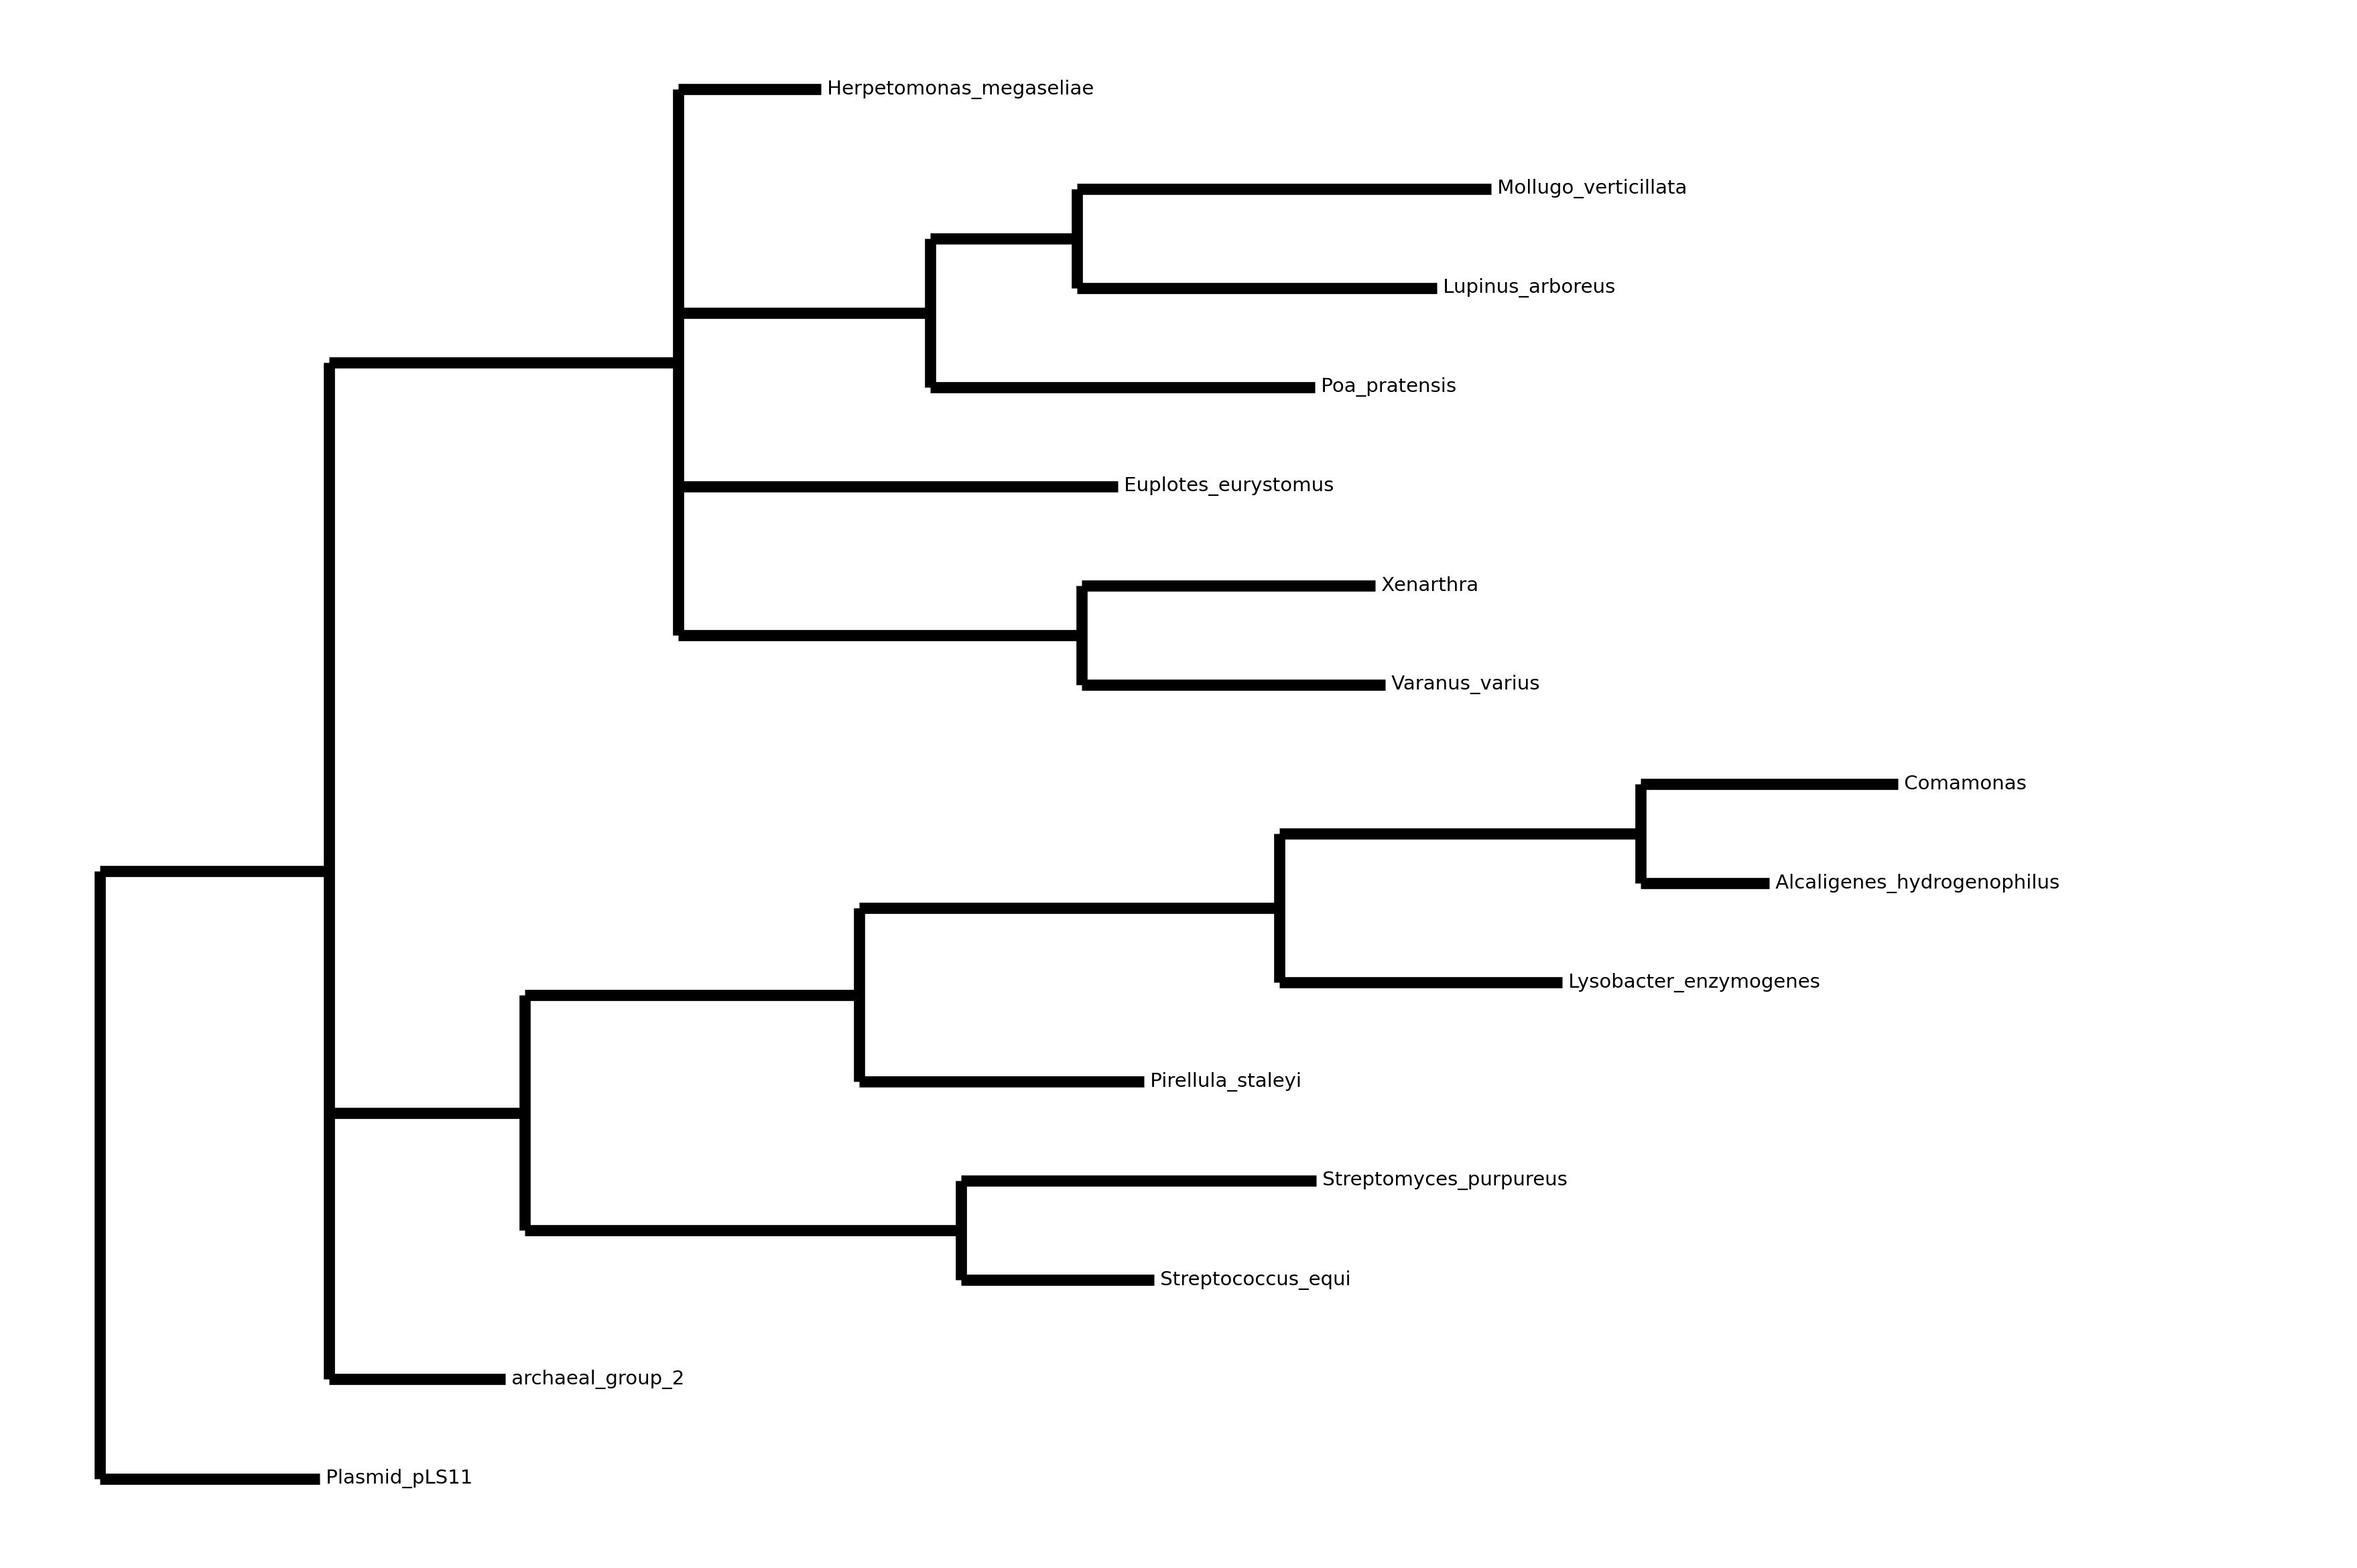 Herpetomonas_megaseliae
Mollugo_verticillata
Lupinus_arboreus
Poa_pratensis
Euplotes_eurystomus
Xenarthra
Varanus_varius
Comamonas
Alcaligenes_hydrogenophilus
Lysobacter_enzymogenes
Pirellula_staleyi
Streptomyces_purpureus
Streptococcus_equi
archaeal_group_2
Plasmid_pLS11